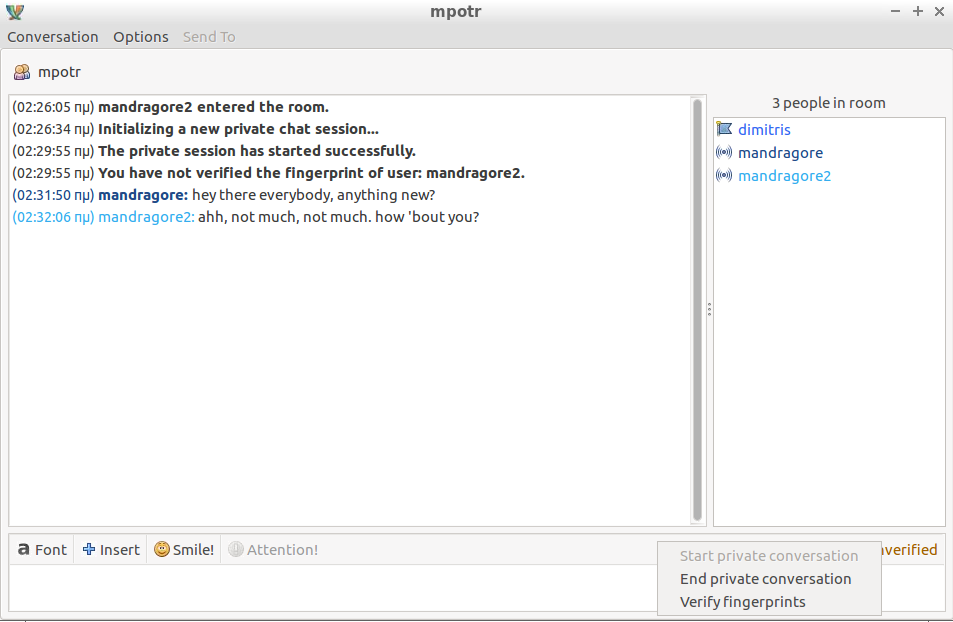 mpotr
Conversation Options Send To
mpotr
(02:26:05 πμ) mandragore2 entered the room.
(02:26:34 πμ) Initializing a new private chat session...
(02:29:55 πμ) The private session has started successfully.
(02:29:55 πμ) You have not verified the fingerprint of user: mandragore2.
(02:31:50 πμ) mandragore: hey there everybody, anything new?
(02:32:06 πμ) mandragore2: ahh, not much, not much. how 'bout you?
3 people in room
dimitris
mandragore
mandragore2
a Font Insert Smile! Attention!
Start private conversation
End private conversation
Verify fingerprints